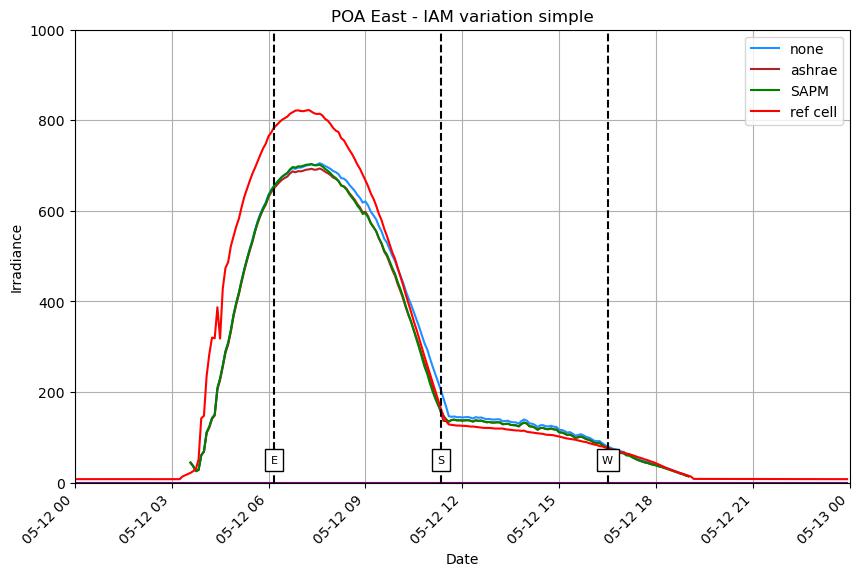 POA East - IAM variation simple
1000
800
600
400
200
0
Irradiance
none
ashrae
SAPM
ref cell
E
S
W
05-12 00
05-12 03
05-12 06
05-12 09
05-12 12
05-12 15
05-12 18
05-12 21
05-13 00
Date